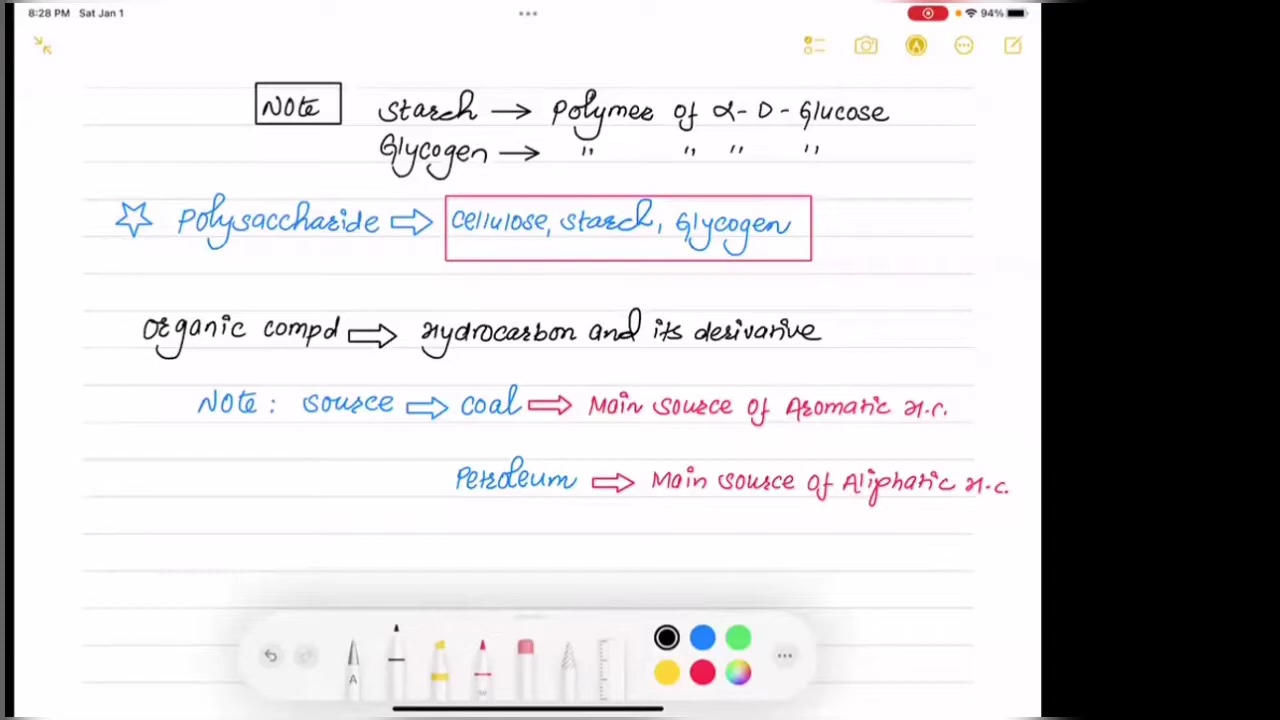 8:28 PM Sat Jan 1 94%
Note Starch → Polymer of α-D-Glucose
Glycogen → " " " "
☆ Polysaccharide ⇒ Cellulose, Starch, Glycogen
Organic compd ⇒ Hydrocarbon and its derivative
Note: Source ⇒ Coal ⇒ Main source of Aromatic H.C.
Petroleum ⇒ Main source of Aliphatic H.C.
A